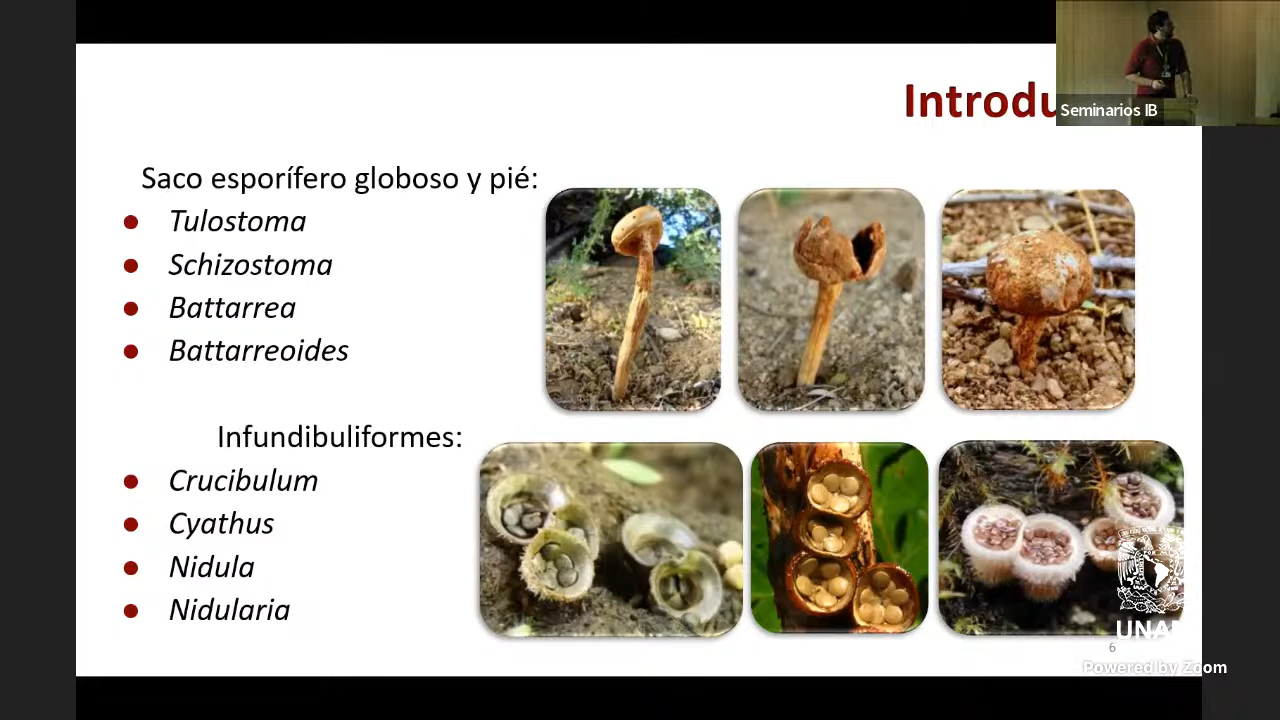 Introdu
Seminarios IB
Saco esporífero globoso y pié:
Tulostoma
Schizostoma
Battarrea
Battarreoides
Infundibuliformes:
Crucibulum
Cyathus
Nidula
Nidularia
UNA
6
Powered by Zoom